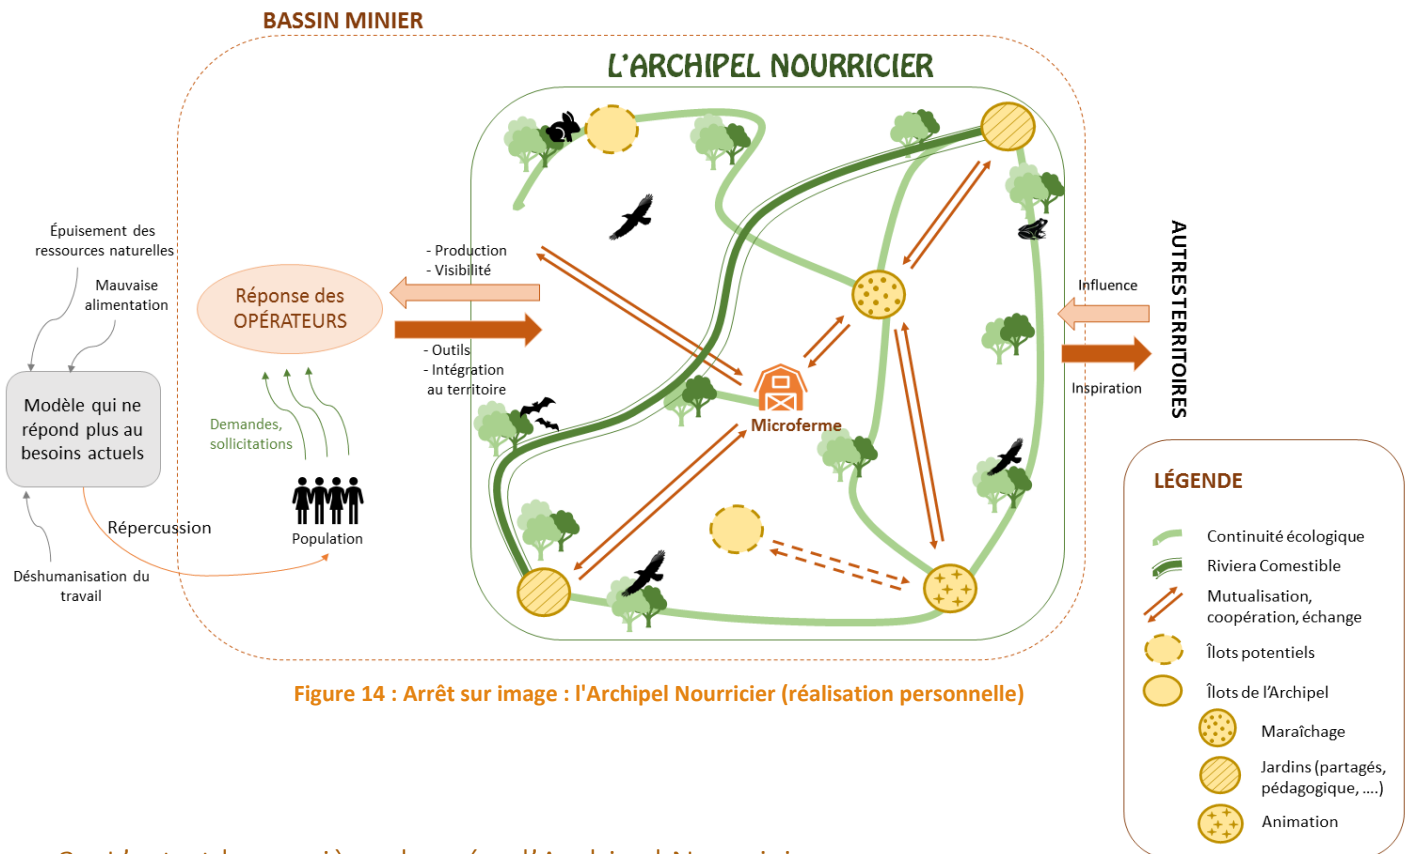 BASSIN MINIER
L'ARCHIPEL NOURRICIER
Épuisement des
ressources naturelles
Mauvaise
alimentation
Modèle qui ne
répond plus au
besoins actuels
Déshumanisation du
travail
Répercussion
Réponse des
OPÉRATEURS
Demandes,
sollicitations
Population
- Production
- Visibilité
- Outils
- Intégration
au territoire
Microferme
Influence
Inspiration
AUTRES TERRITOIRES
LÉGENDE
Continuité écologique
Riviera Comestible
Mutualisation,
coopération, échange
Îlots potentiels
Îlots de l'Archipel
Maraîchage
Jardins (partagés,
pédagogique, ....)
Animation
Figure 14 : Arrêt sur image : l'Archipel Nourricier (réalisation personnelle)